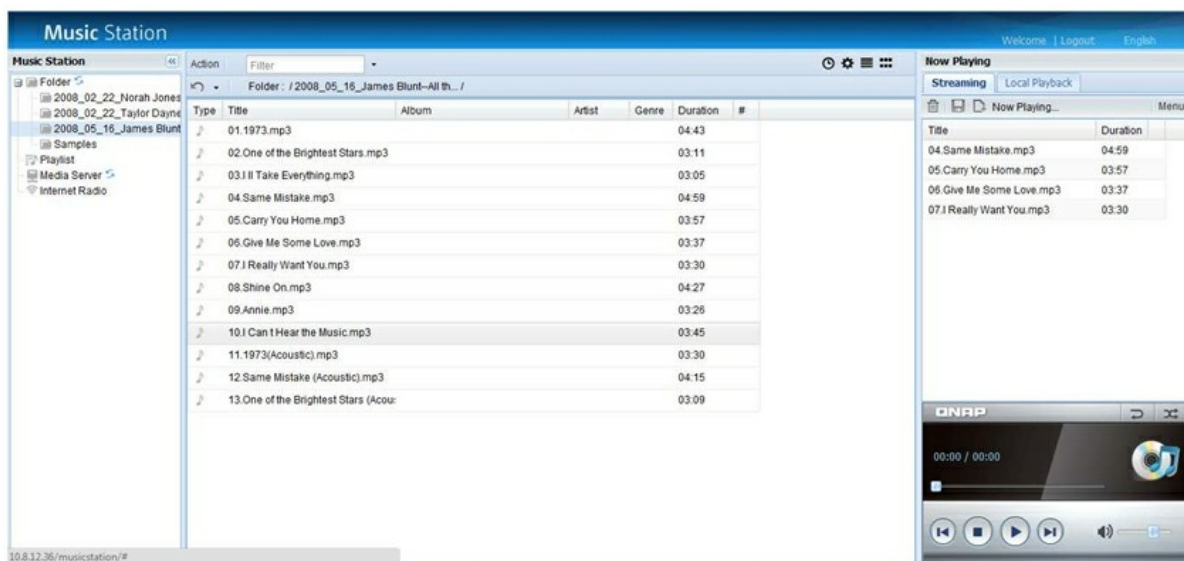 Music Station
Welcome | Logout English
Music Station
Folder
2008_02_22_Norah Jones
2008_02_22_Taylor Dayne
2008_05_16_James Blunt
Samples
Playlist
Media Server
Internet Radio
Action Filter
Folder : / 2008_05_16_James Blunt--All th... /
Type Title Album Artist Genre Duration #
01.1973.mp3 04:43
02.One of the Brightest Stars.mp3 03:11
03.I ll Take Everything.mp3 03:05
04.Same Mistake.mp3 04:59
05.Carry You Home.mp3 03:57
06.Give Me Some Love.mp3 03:37
07.I Really Want You.mp3 03:30
08.Shine On.mp3 04:27
09.Annie.mp3 03:26
10.I Can t Hear the Music.mp3 03:45
11.1973(Acoustic).mp3 03:30
12.Same Mistake (Acoustic).mp3 04:15
13.One of the Brightest Stars (Acou: 03:09
Now Playing
Streaming Local Playback
Now Playing... Menu
Title Duration
04.Same Mistake.mp3 04:59
05.Carry You Home.mp3 03:57
06.Give Me Some Love.mp3 03:37
07.I Really Want You.mp3 03:30
QNAP
00:00 / 00:00
10.8.12.36/musicstation/#